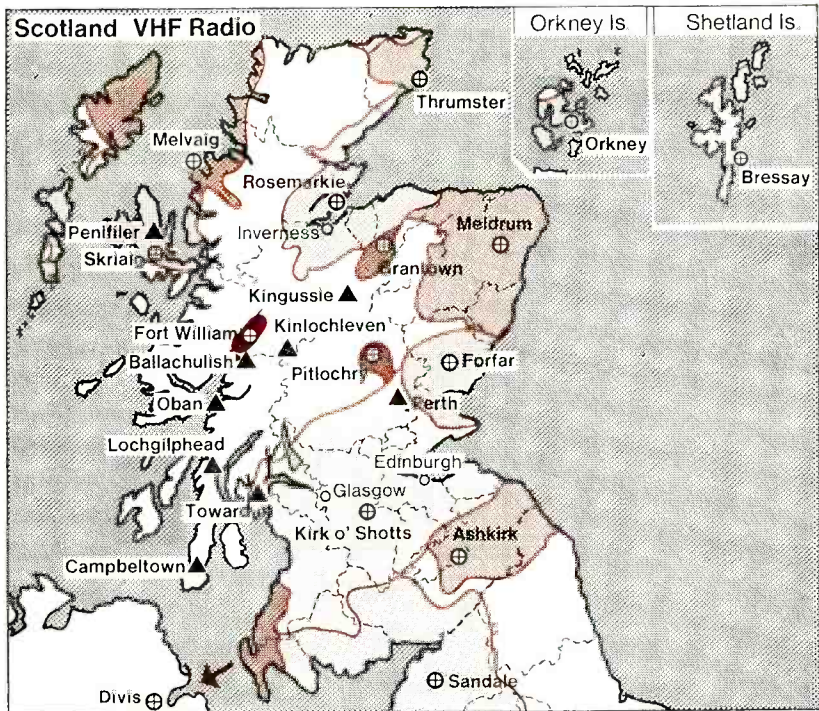 Scotland VHF Radio
Orkney Is.
Shetland Is.
Thrumster
Melvaig
Orkney
Bressay
Rosemarkie
Penlfiler
Inverness
Meldrum
Skriaig
Grantown
Kingussie
Fort William
Kinlochleven
Ballachulish
Pitlochry
Forfar
Oban
Perth
Lochgilphead
Edinburgh
Glasgow
Toward
Kirk o' Shotts
Ashkirk
Campbeltown
Sandale
Divis